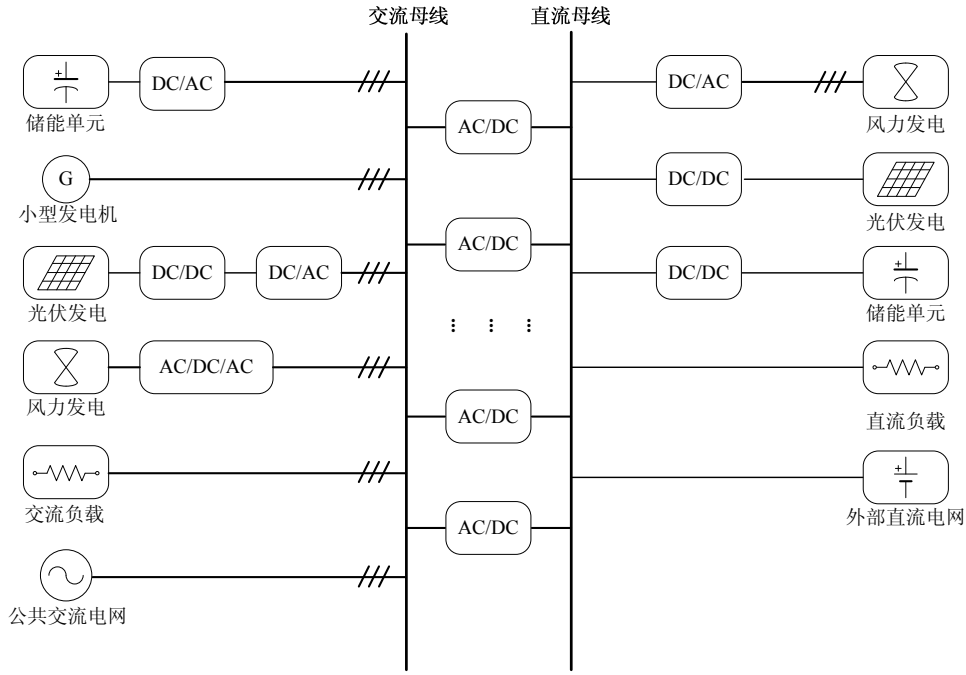 交流母线
直流母线
DC/AC
储能单元
G
小型发电机
DC/DC
DC/AC
光伏发电
AC/DC/AC
风力发电
交流负载
公共交流电网
AC/DC
AC/DC
AC/DC
AC/DC
DC/AC
风力发电
DC/DC
光伏发电
DC/DC
储能单元
直流负载
外部直流电网